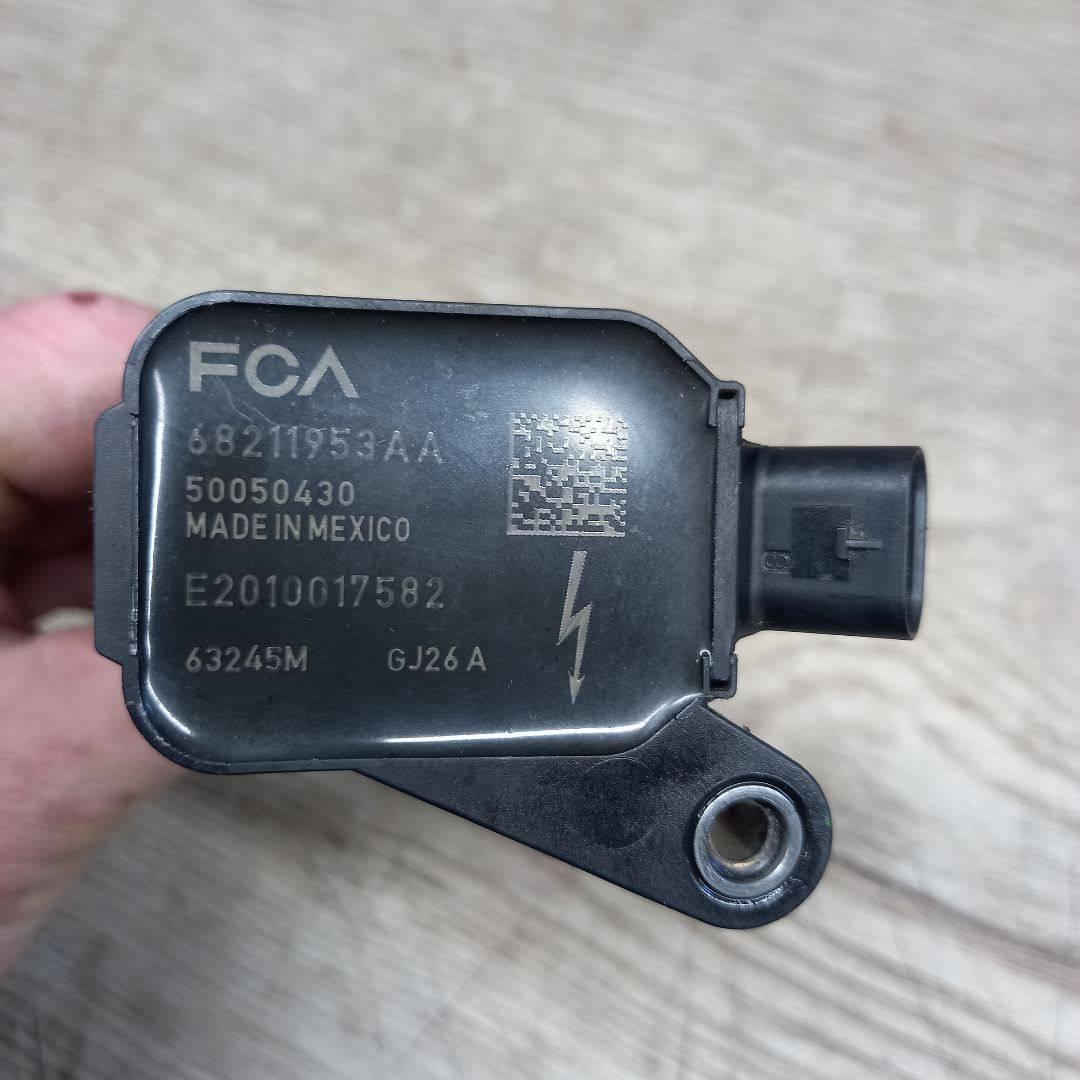 FCA
68211953AA
50050430
MADE IN MEXICO
E2010017582
63245M GJ26 A